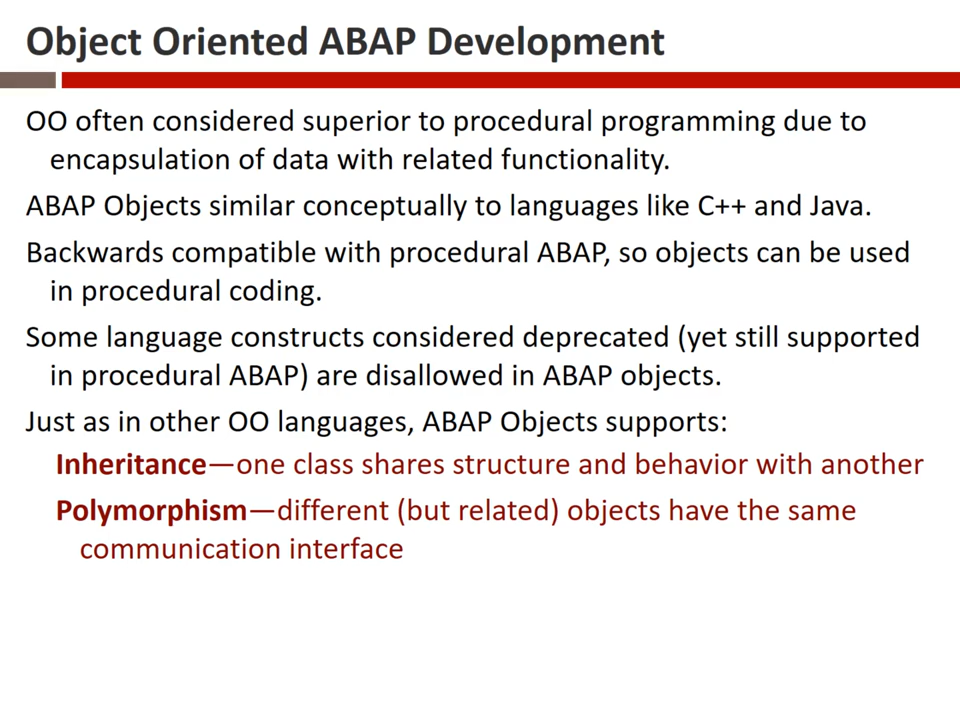 Object Oriented ABAP Development
OO often considered superior to procedural programming due to
encapsulation of data with related functionality.
ABAP Objects similar conceptually to languages like C++ and Java.
Backwards compatible with procedural ABAP, so objects can be used
in procedural coding.
Some language constructs considered deprecated (yet still supported
in procedural ABAP) are disallowed in ABAP objects.
Just as in other OO languages, ABAP Objects supports:
Inheritance—one class shares structure and behavior with another
Polymorphism—different (but related) objects have the same
communication interface